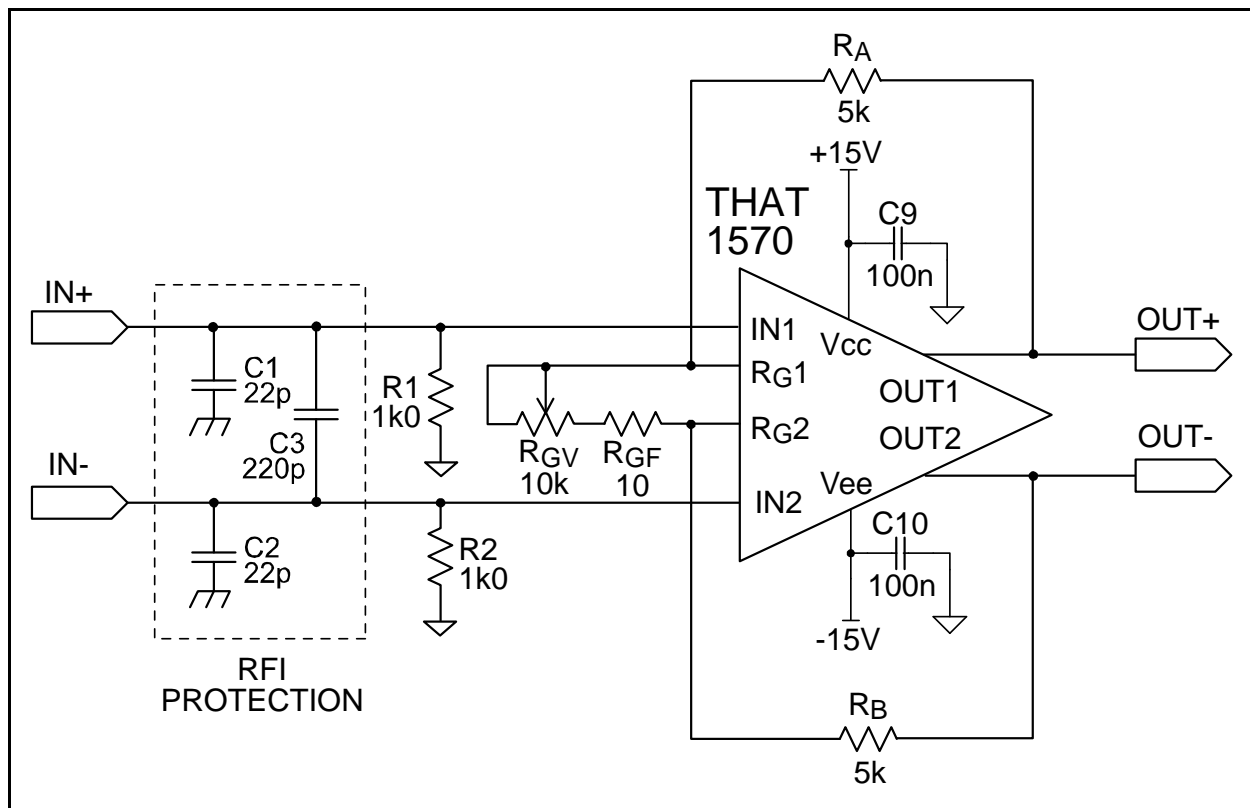 RA
5k
+15V
THAT
1570
C9
100n
IN+
OUT+
IN1
Vcc
C1
22p
R1
1k0
RG1
OUT1
C3
220p
RGV
10k
RGF
10
RG2
OUT2
IN-
OUT-
Vee
IN2
C10
100n
C2
22p
R2
1k0
-15V
RFI
PROTECTION
RB
5k